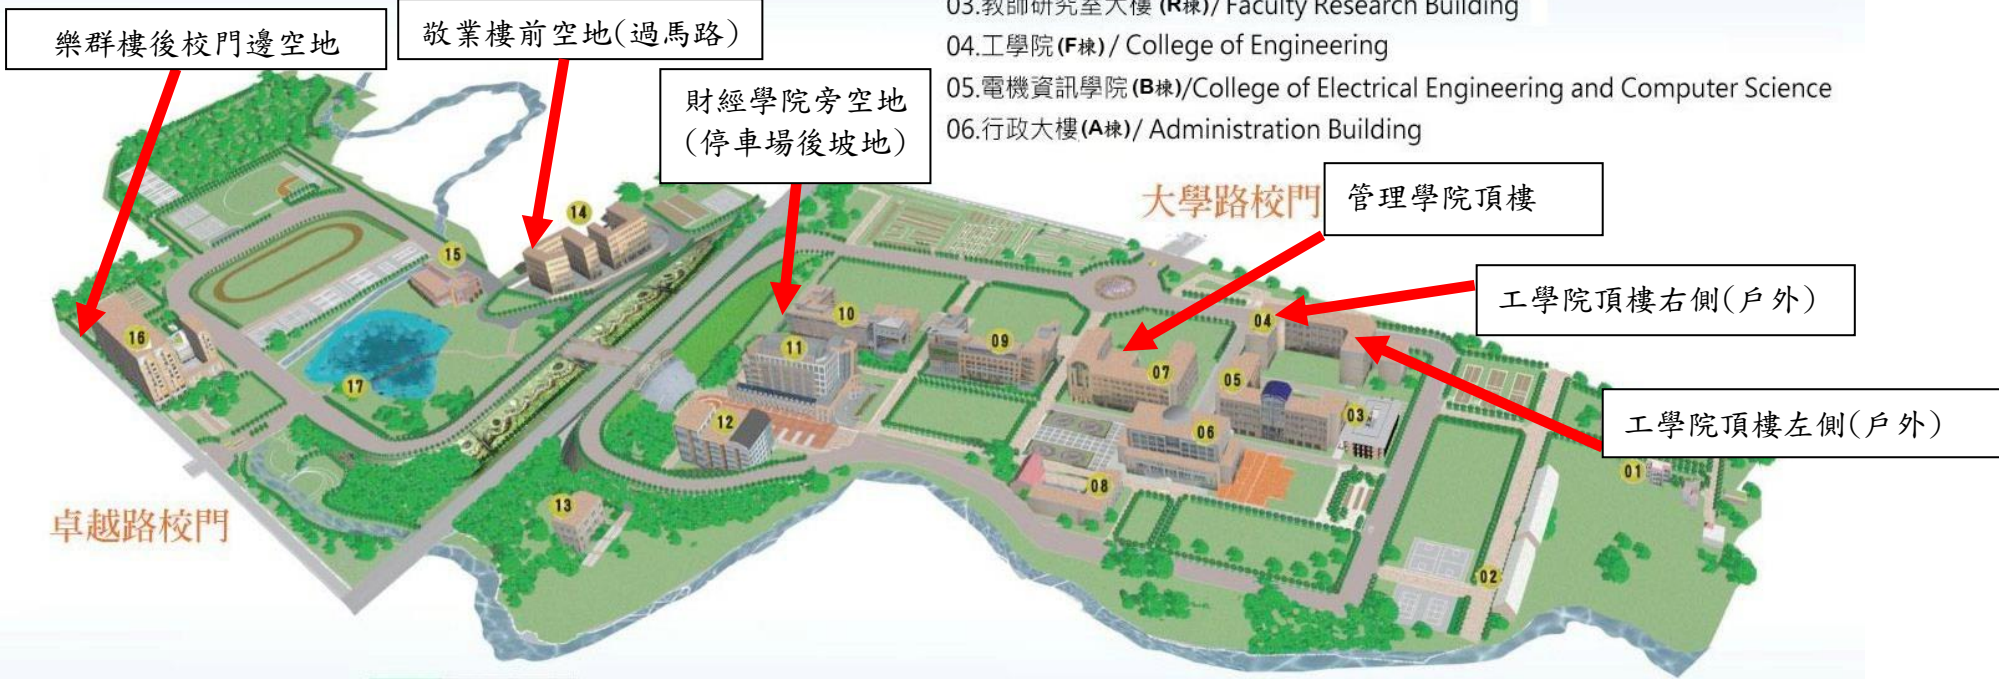 03.教師研究室大樓 (R棟)/ Faculty Research Building
04.工學院 (F棟) / College of Engineering
05.電機資訊學院 (B棟)/College of Electrical Engineering and Computer Science
06.行政大樓 (A棟)/ Administration Building
樂群樓後校門邊空地
敬業樓前空地(過馬路)
財經學院旁空地
(停車場後坡地)
大學路校門
管理學院頂樓
工學院頂樓右側(戶外)
工學院頂樓左側(戶外)
卓越路校門
14
15
16
17
10
11
09
04
07
05
12
06
03
01
08
13
02